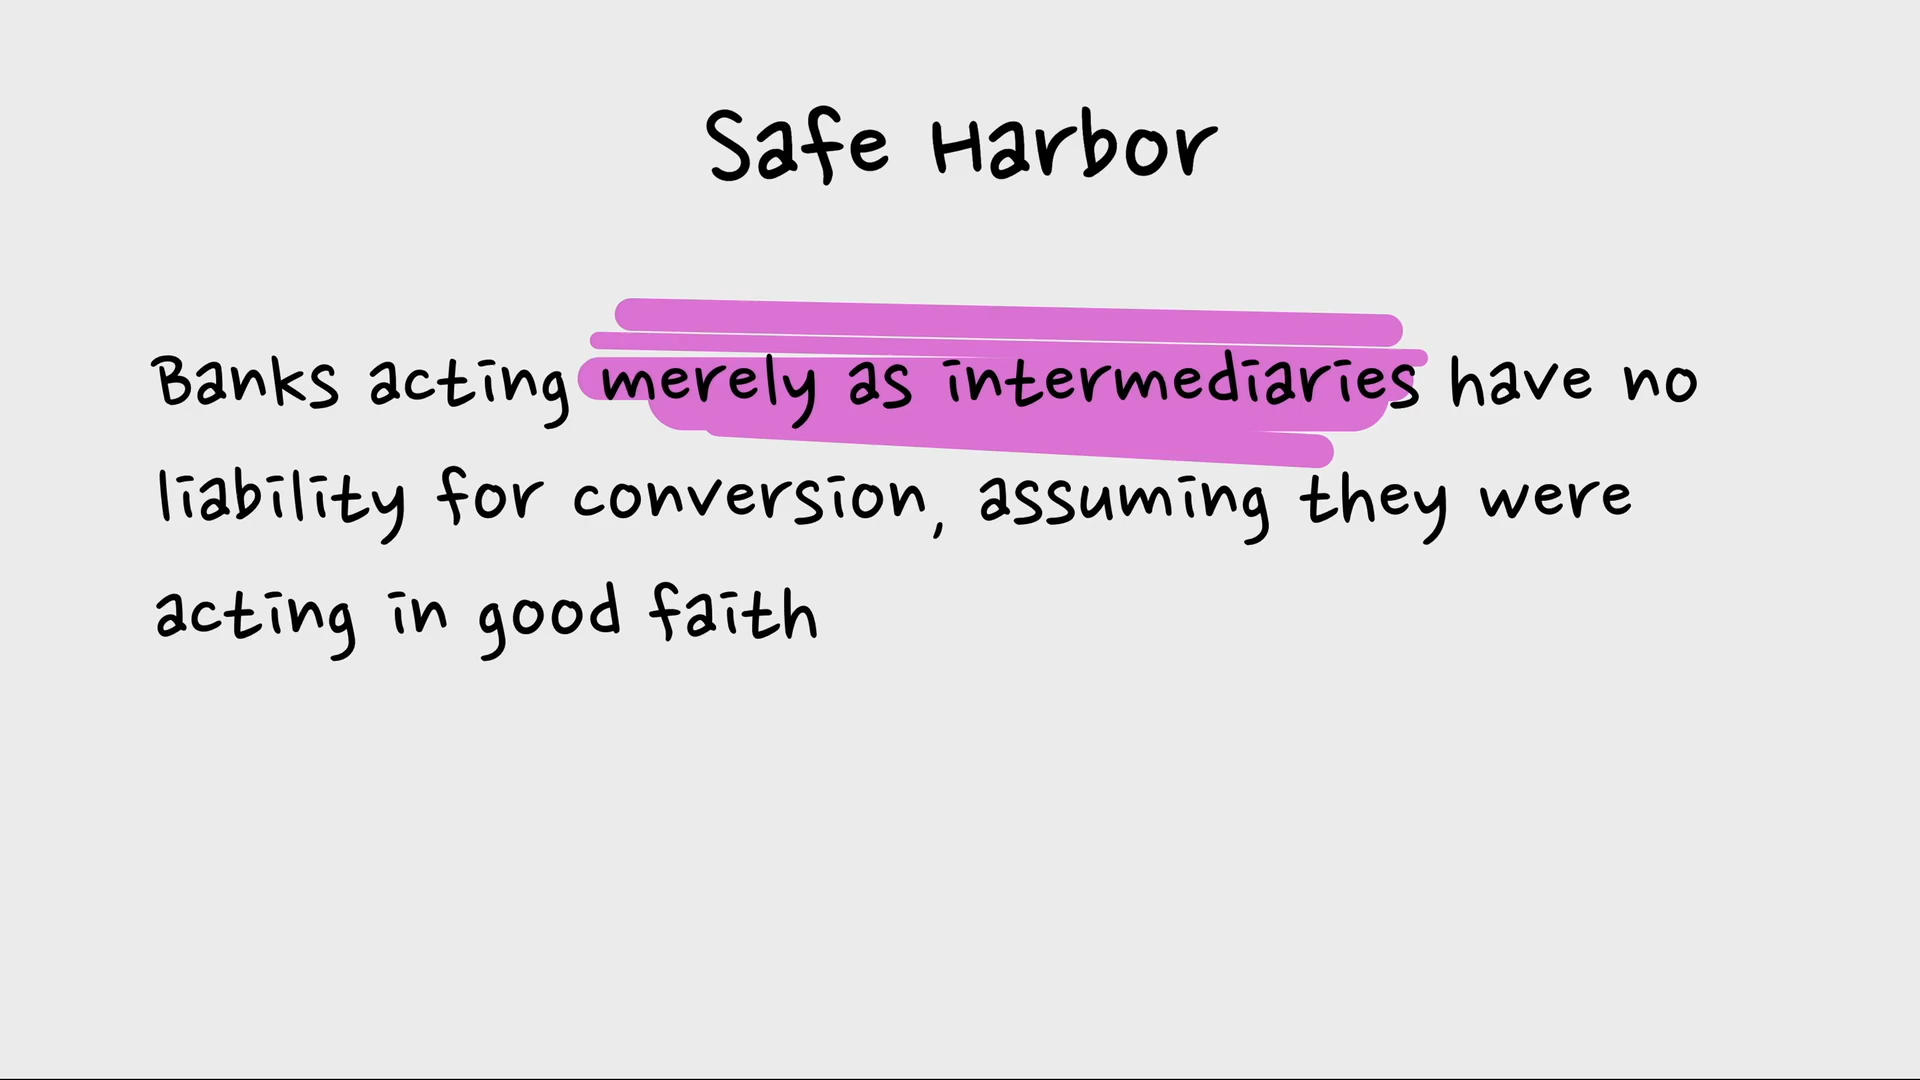 Safe Harbor
Banks acting merely as intermediaries have no
liability for conversion, assuming they were
acting in good faith